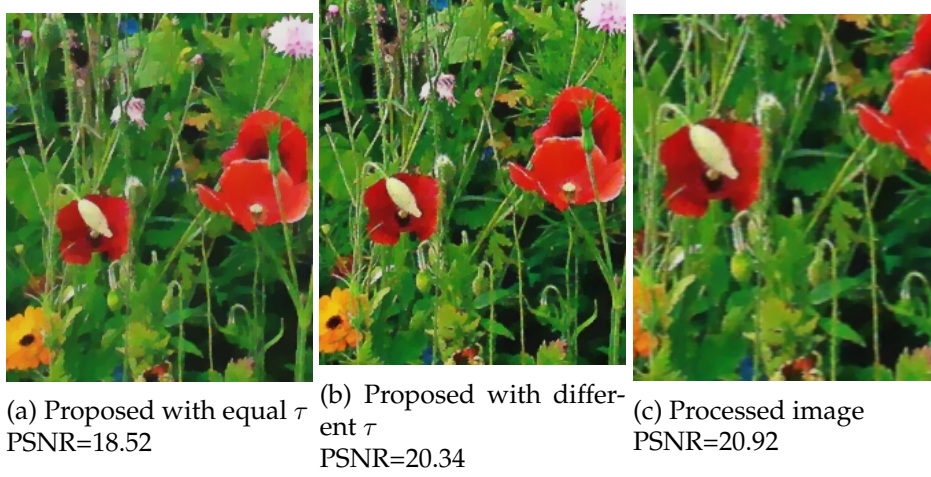 (a) Proposed with equal τ
PSNR=18.52
(b) Proposed with differ-
ent τ
PSNR=20.34
(c) Processed image
PSNR=20.92